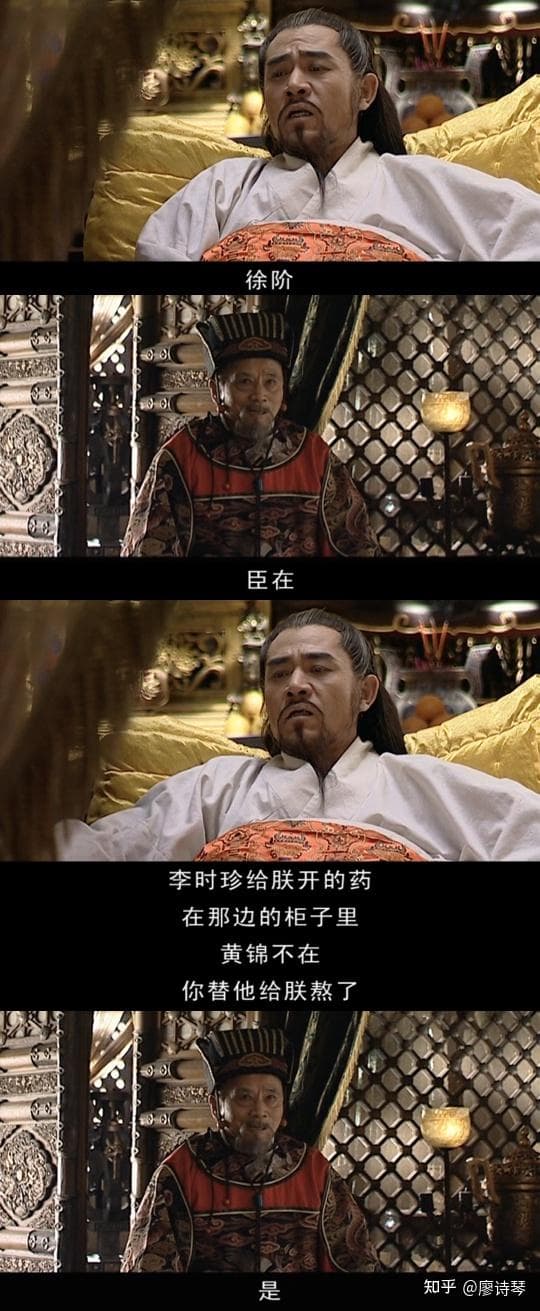 徐阶
臣在
李时珍给朕开的药
在那边的柜子里
黄锦不在
你替他给朕熬了
是
知乎 @廖诗琴